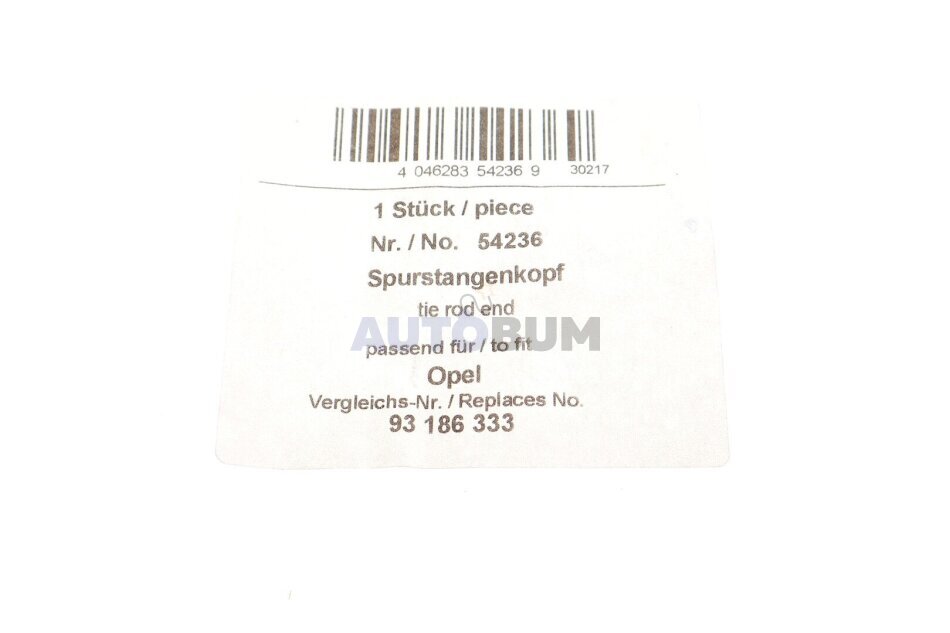 4 046283 54236 9 30217
1 Stück / piece
Nr. / No. 54236
Spurstangenkopf
tie rod end
AUTOBUM
passend für / to fit
Opel
Vergleichs-Nr. / Replaces No.
93 186 333